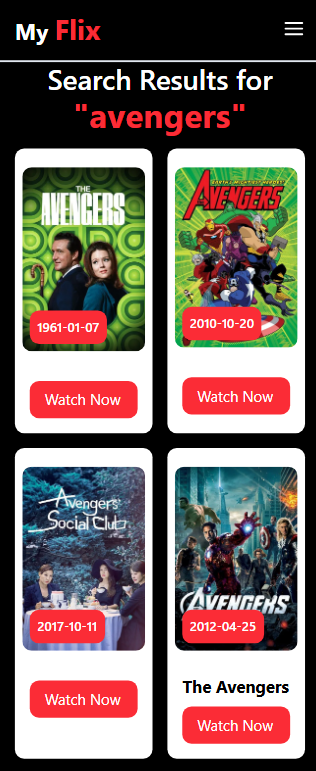 My Flix
Search Results for
"avengers"
THE
AVENGERS
1961-01-07
Watch Now
EARTH'S MIGHTIEST HEROES!
AVENGERS
2010-10-20
Watch Now
Avengers
Social Club
2017-10-11
Watch Now
AVENGERS
2012-04-25
The Avengers
Watch Now